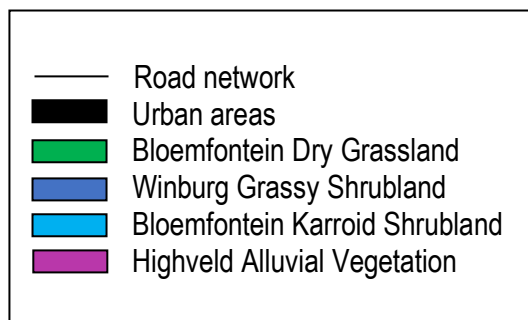 Road network
Urban areas
Bloemfontein Dry Grassland
Winburg Grassy Shrubland
Bloemfontein Karroid Shrubland
Highveld Alluvial Vegetation